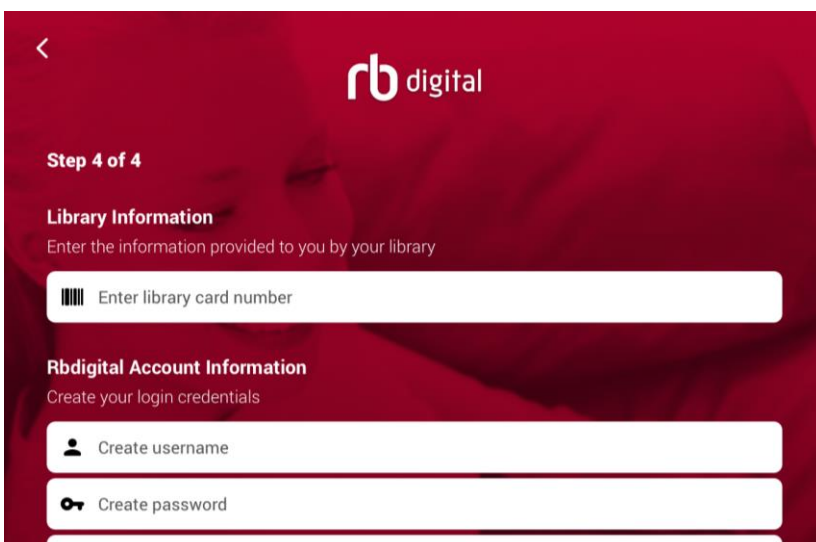 rb digital
Step 4 of 4
Library Information
Enter the information provided to you by your library
Enter library card number
Rbdigital Account Information
Create your login credentials
Create username
Create password